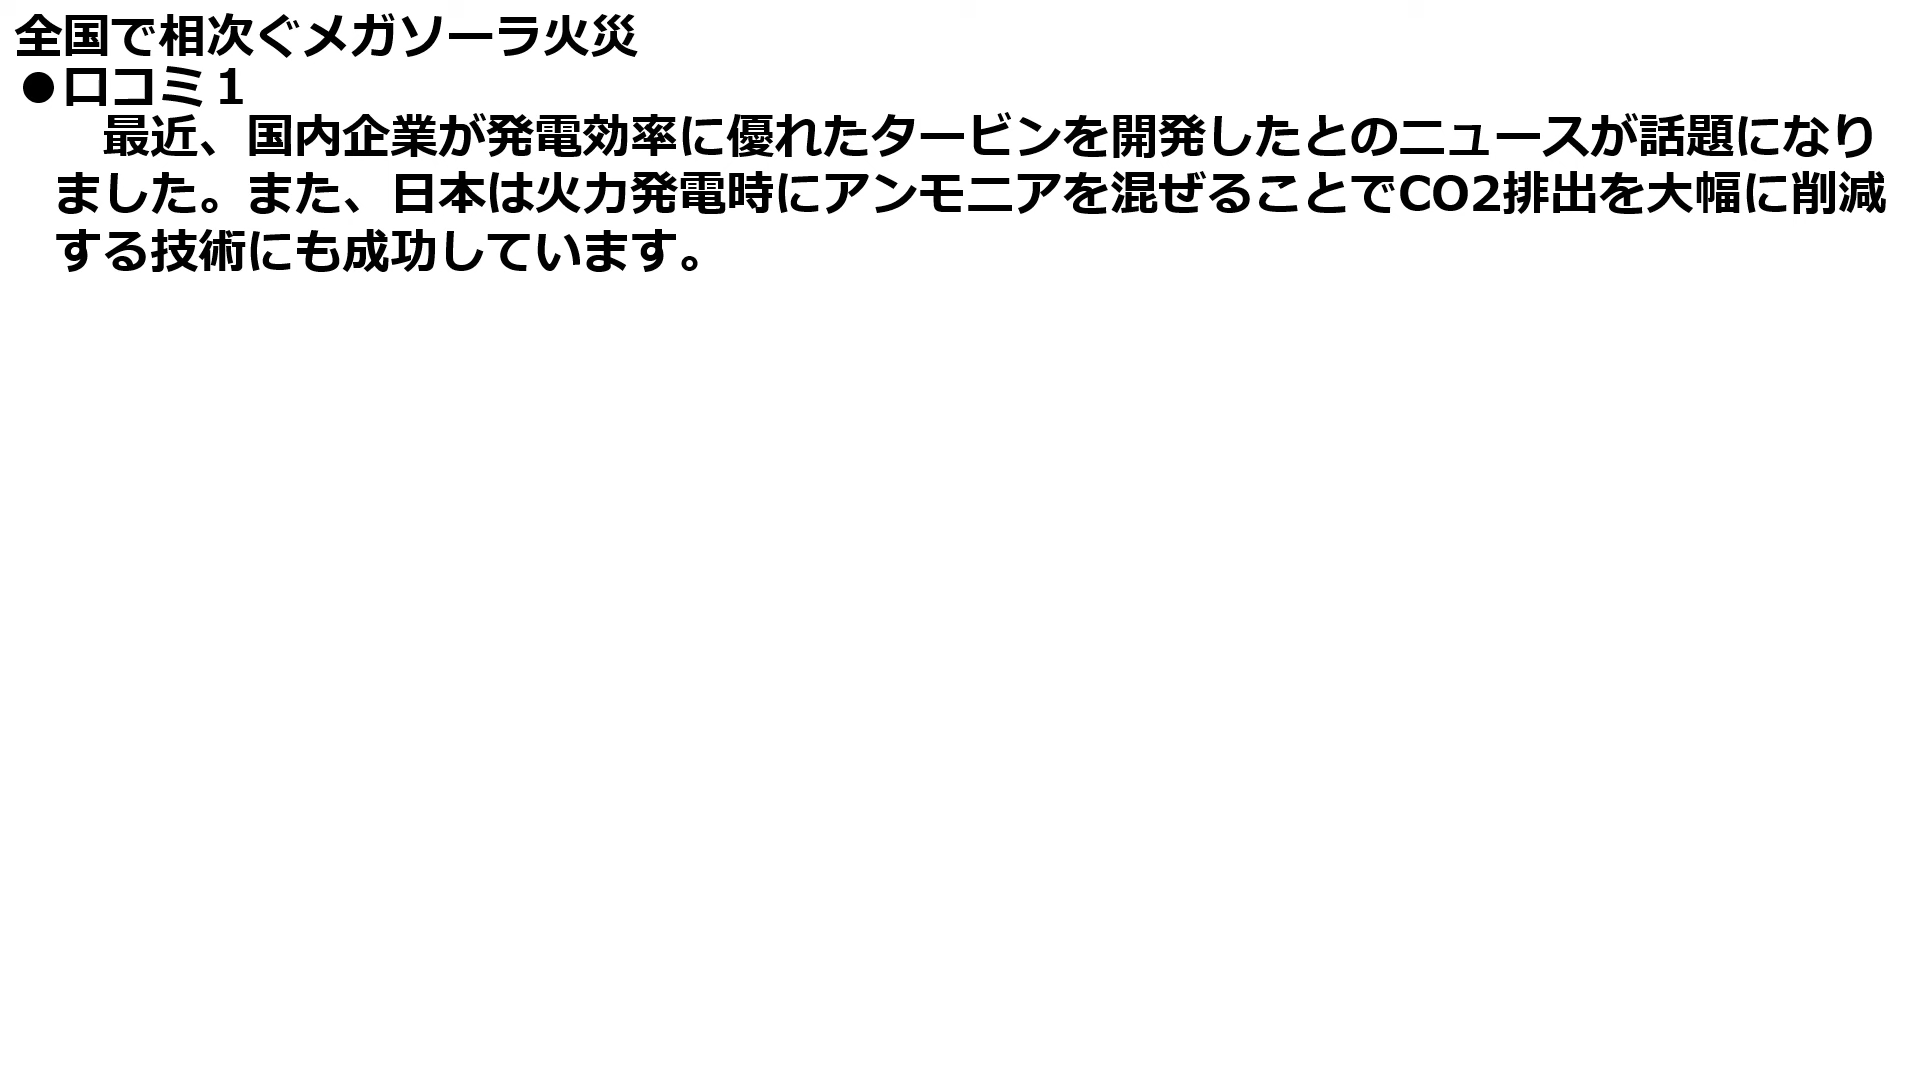 全国で相次ぐメガソーラ火災
●口コミ１
　最近、国内企業が発電効率に優れたタービンを開発したとのニュースが話題になり
ました。また、日本は火力発電時にアンモニアを混ぜることでCO2排出を大幅に削減
する技術にも成功しています。